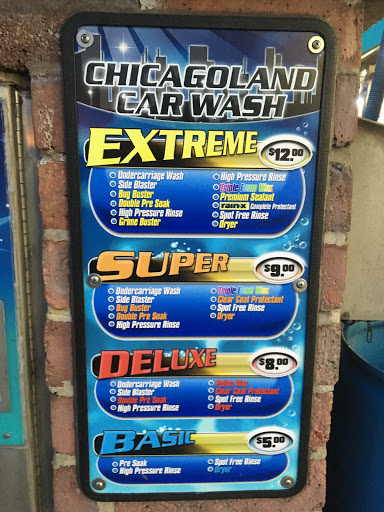 CHICAGOLAND
CAR WASH
EXTREME $12.00
Undercarriage Wash
Side Blaster
Bug Buster
Double Pre Soak
High Pressure Rinse
Grime Buster
High Pressure Rinse
Triple Foam Wax
Premium Sealant
rain-x Complete Protectant
Spot Free Rinse
Dryer
SUPER $9.00
Undercarriage Wash
Side Blaster
Bug Buster
Double Pre Soak
High Pressure Rinse
Triple Foam Wax
Clear Coat Protectant
Spot Free Rinse
Dryer
DELUXE $8.00
Undercarriage Wash
Side Blaster
Double Pre Soak
High Pressure Rinse
Polish Wax
Clear Coat Protectant
Spot Free Rinse
Dryer
BASIC $5.00
Pre Soak
High Pressure Rinse
Spot Free Rinse
Dryer